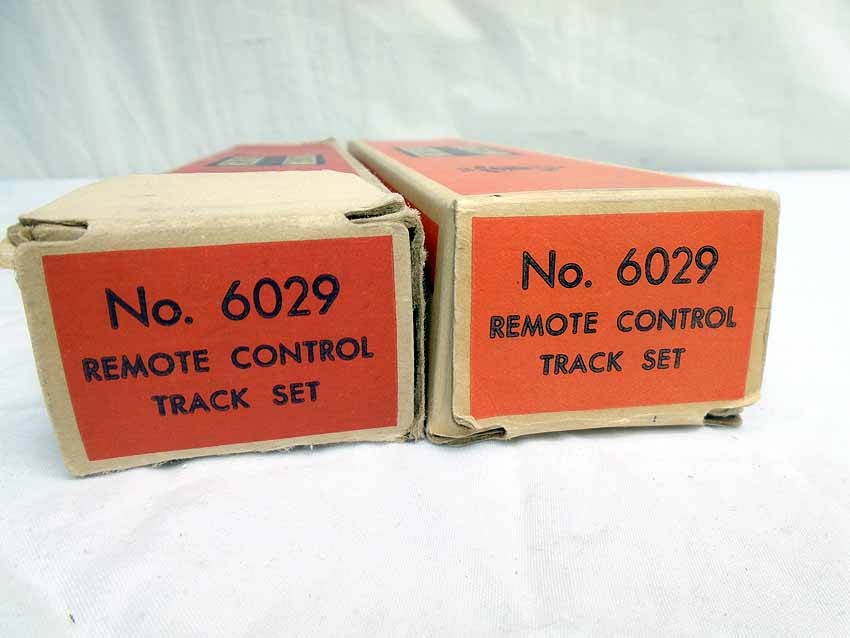 No. 6029
REMOTE CONTROL
TRACK SET
No. 6029
REMOTE CONTROL
TRACK SET